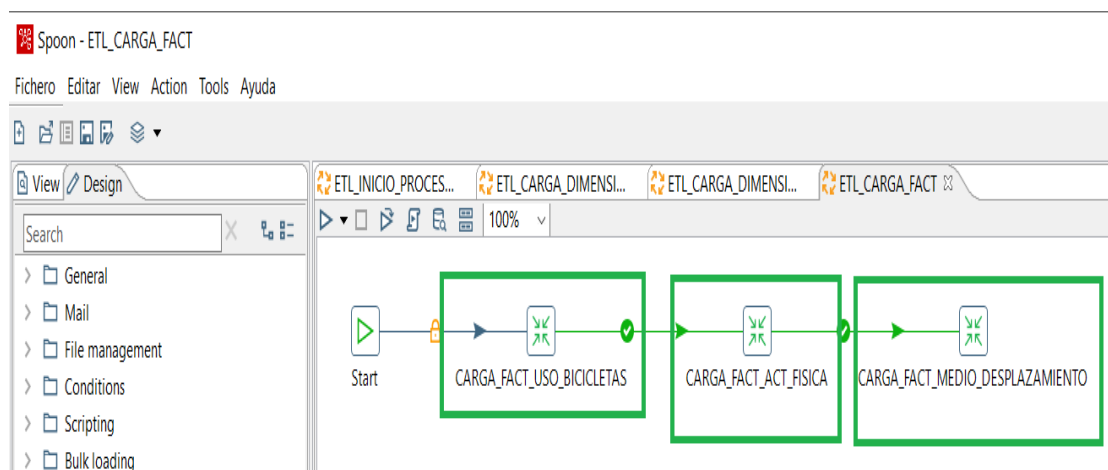 Spoon - ETL_CARGA_FACT
Fichero Editar View Action Tools Ayuda
View Design
ETL_INICIO_PROCES... ETL_CARGA_DIMENSI... ETL_CARGA_DIMENSI... ETL_CARGA_FACT
100%
Search
General
Mail
File management
Conditions
Scripting
Bulk loading
Start CARGA_FACT_USO_BICICLETAS CARGA_FACT_ACT_FISICA CARGA_FACT_MEDIO_DESPLAZAMIENTO